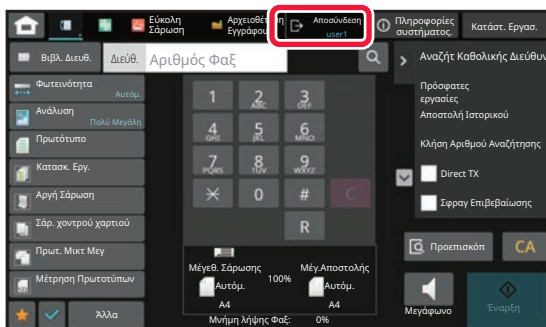 Εύκολη Σάρωση
Αρχειοθέτ ση Εγγράφου
Αποσύνδεση
user1
Πληροφορίες συστήματος.
Κατάστ. Εργασ.
Βιβλ. Διευθ.
Διεύθ.
Αριθμός Φαξ
Αναζήτ Καθολικής Διεύθυν
Φωτεινότητα
Αυτόμ.
Ανάλυση
Πολύ Μεγάλη
Πρωτότυπο
Κατασκ. Εργ.
Αργή Σάρωση
Σάρ. χοντρού χαρτιού
Πρωτ. Μικτ Μεγ
Μέτρηση Πρωτοτύπων
Άλλα
1
2 ABC
3 DEF
4 GHI
5 JKL
6 MNO
7 PQRS
8 TUV
9 WXYZ
0
#
C
R
Μέγεθ. Σάρωσης
100%
Μέγ.Αποστολής
Αυτόμ.
Αυτόμ.
A4
A4
Μνήμη λήψης Φαξ: 0%
Πρόσφατες
εργασίες
Αποστολή Ιστορικού
Κλήση Αριθμού Αναζήτησης
Direct TX
Σφραγ Επιβεβαίωσης
Προεπισκόπ
CA
Μεγάφωνο
Έναρξη